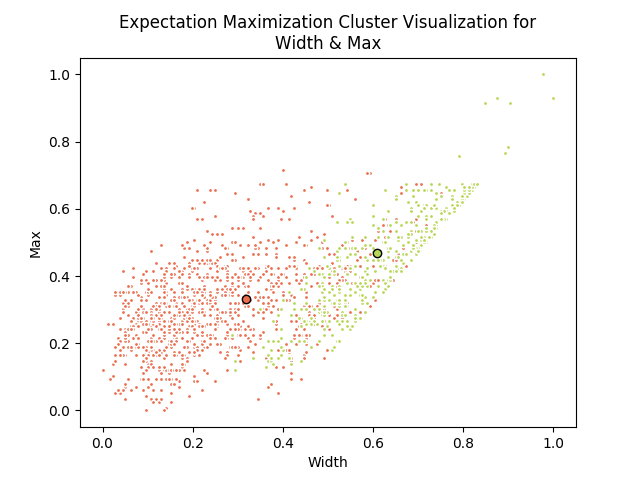 Expectation Maximization Cluster Visualization for
Width & Max
1.0
0.8
0.6
0.4
0.2
0.0
Max
0.0 0.2 0.4 0.6 0.8 1.0
Width